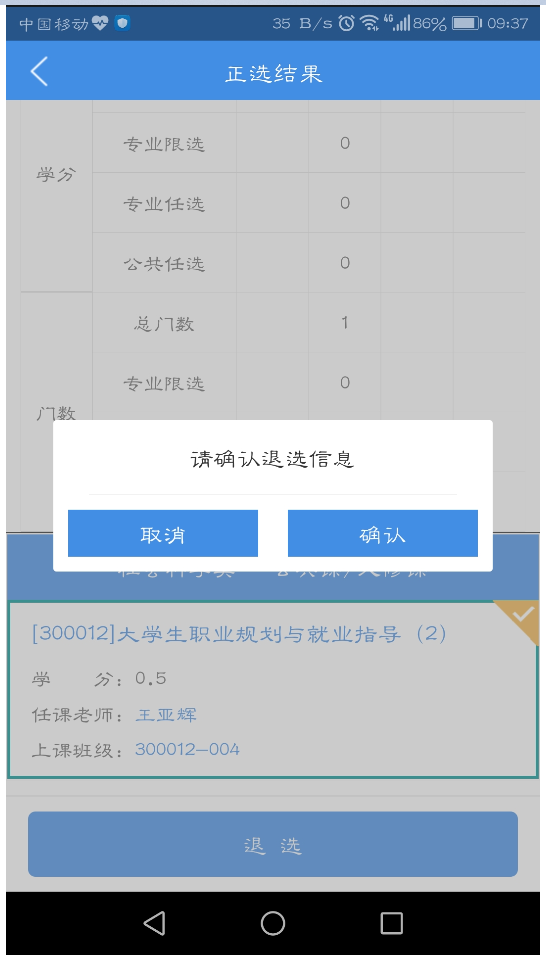 中国移动 35 B/s 4G 86% 09:37
正选结果
专业限选 0
学分
专业任选 0
公共任选 0
总门数 1
专业限选 0
门数
请确认退选信息
取消 确认
[300012]大学生职业规划与就业指导（2）
学 分：0.5
任课老师：王亚辉
上课班级：300012-004
退 选